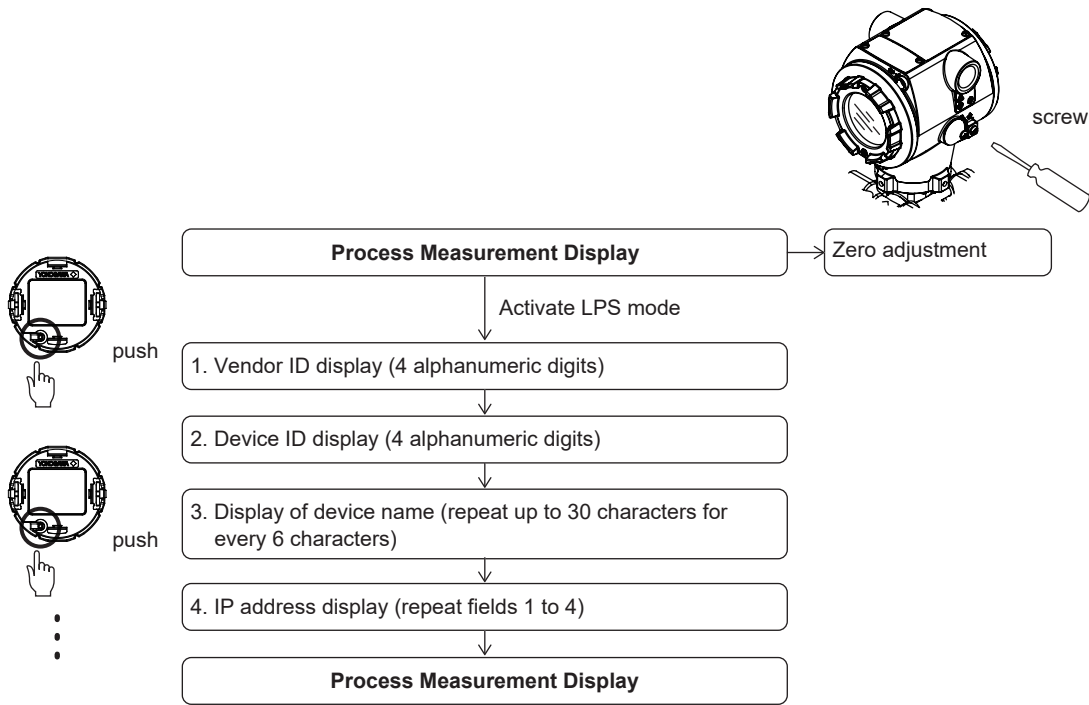 screw
Process Measurement Display
Zero adjustment
Activate LPS mode
YOKOGAWA
push
1. Vendor ID display (4 alphanumeric digits)
2. Device ID display (4 alphanumeric digits)
YOKOGAWA
push
3. Display of device name (repeat up to 30 characters for
every 6 characters)
4. IP address display (repeat fields 1 to 4)
Process Measurement Display